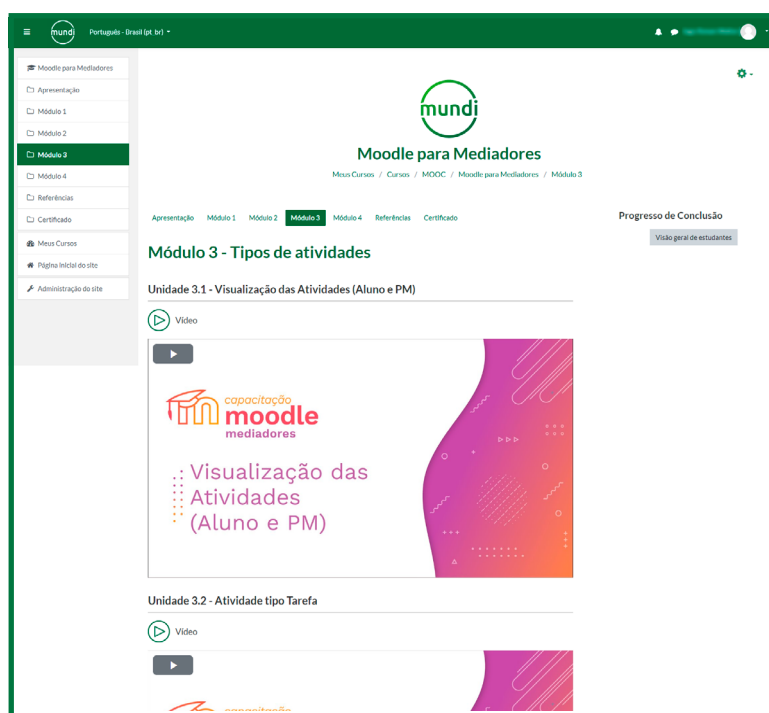 mundi
Português - Brasil (pt_br)
Moodle para Mediadores
Apresentação
Módulo 1
Módulo 2
Módulo 3
Módulo 4
Referências
Certificado
Meus Cursos
Página inicial do site
Administração do site
mundi
Moodle para Mediadores
Meus Cursos / Cursos / MOOC / Moodle para Mediadores / Módulo 3
Apresentação Módulo 1 Módulo 2 Módulo 3 Módulo 4 Referências Certificado
Progresso de Conclusão
Visão geral de estudantes
Módulo 3 - Tipos de atividades
Unidade 3.1 - Visualização das Atividades (Aluno e PM)
Vídeo
capacitação
moodle
mediadores
Visualização das
Atividades
(Aluno e PM)
Unidade 3.2 - Atividade tipo Tarefa
Vídeo
capacitação